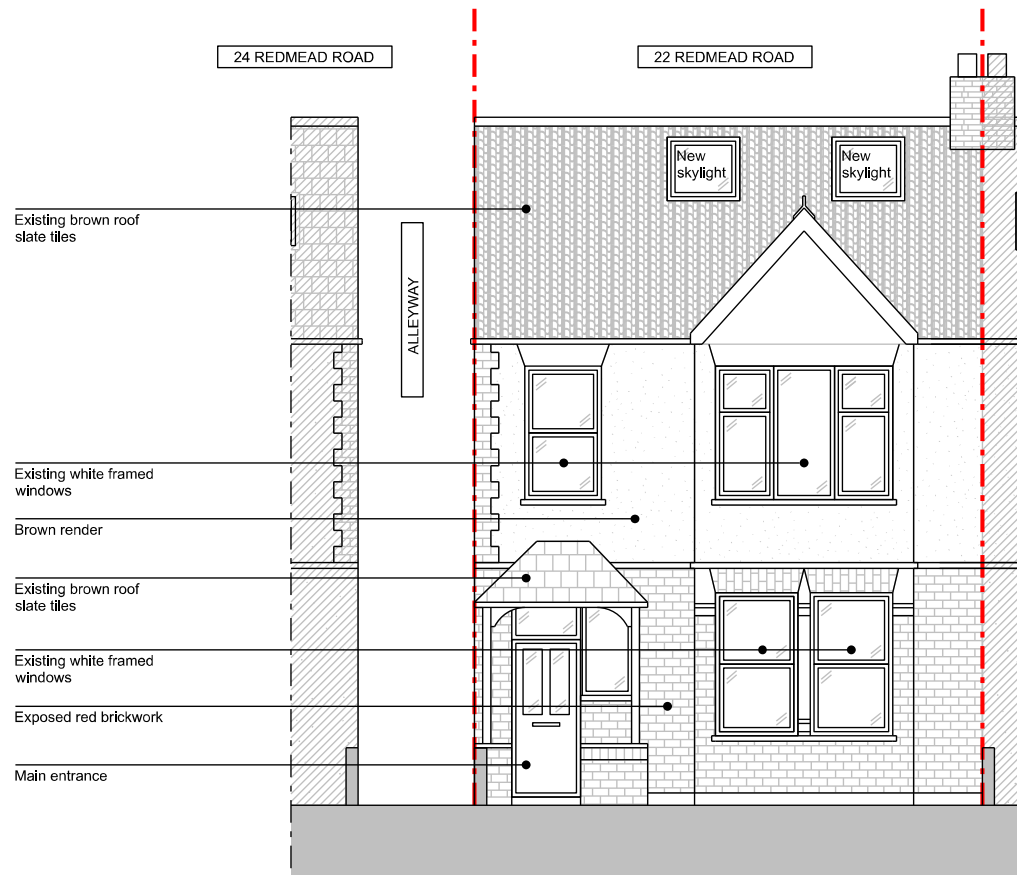 24 REDMEAD ROAD
22 REDMEAD ROAD
New
skylight
New
skylight
Existing brown roof
slate tiles
ALLEYWAY
Existing white framed
windows
Brown render
Existing brown roof
slate tiles
Existing white framed
windows
Exposed red brickwork
Main entrance